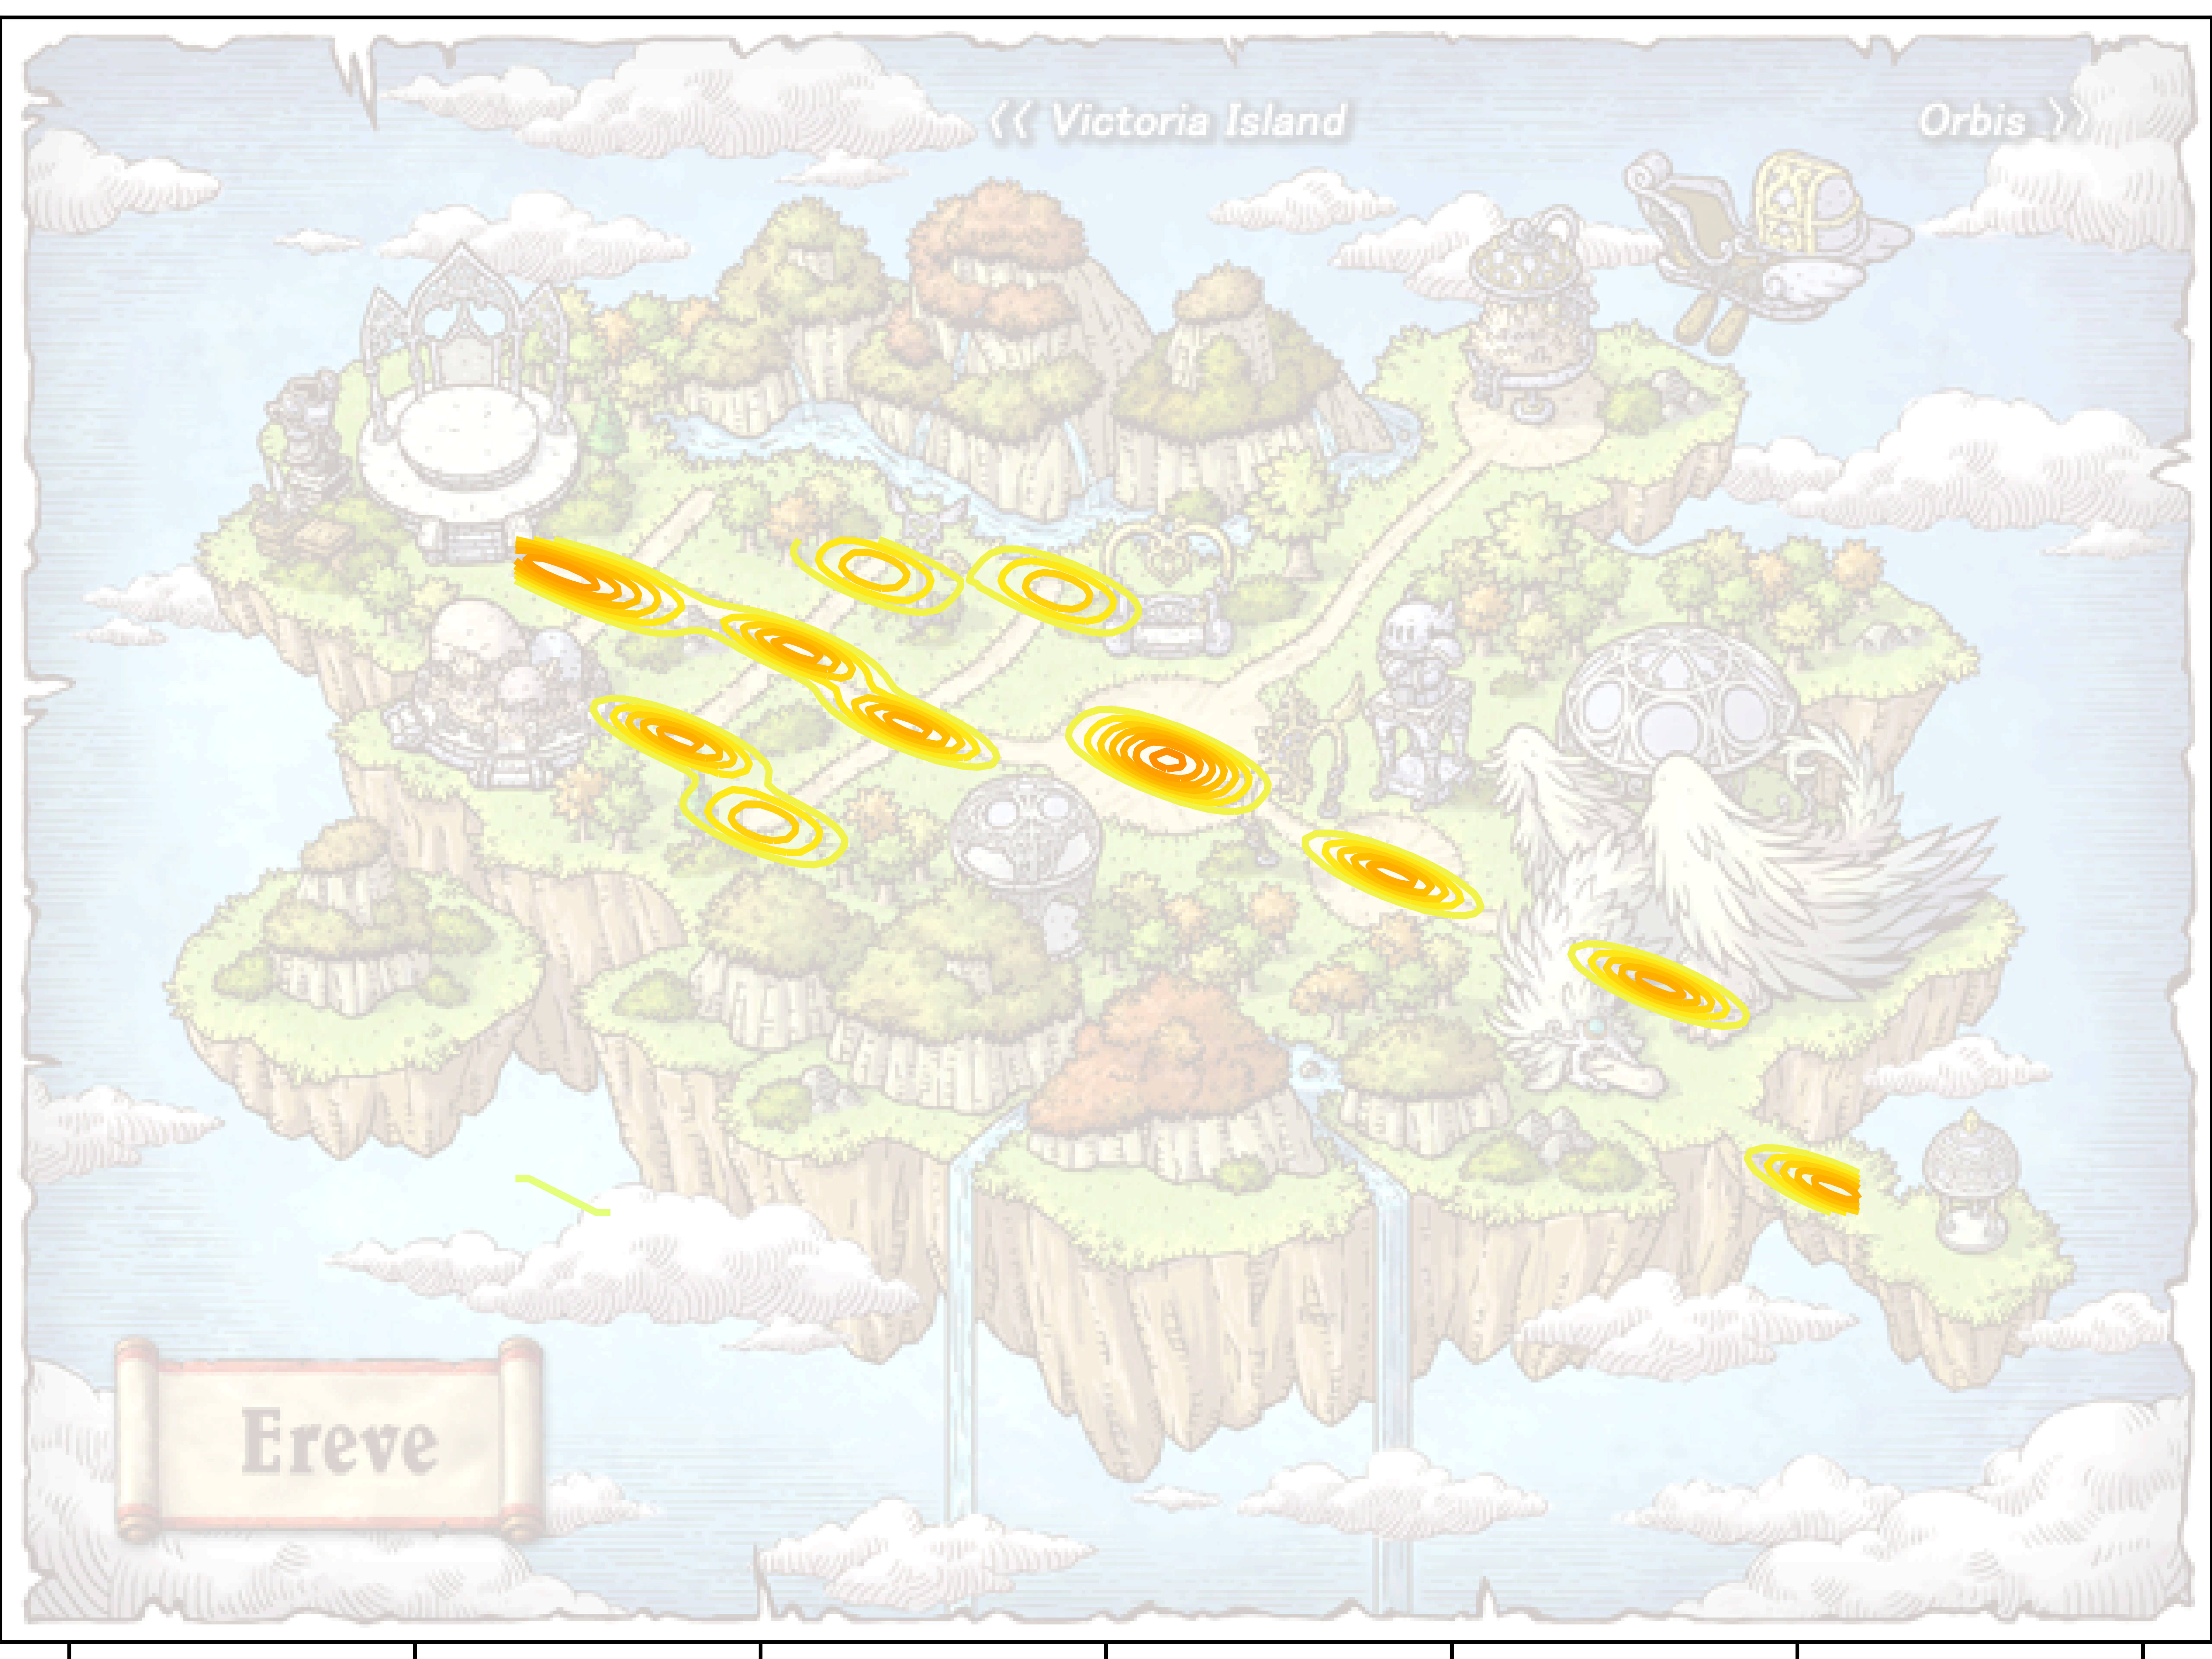 << Victoria Island
Orbis >>
Ereve